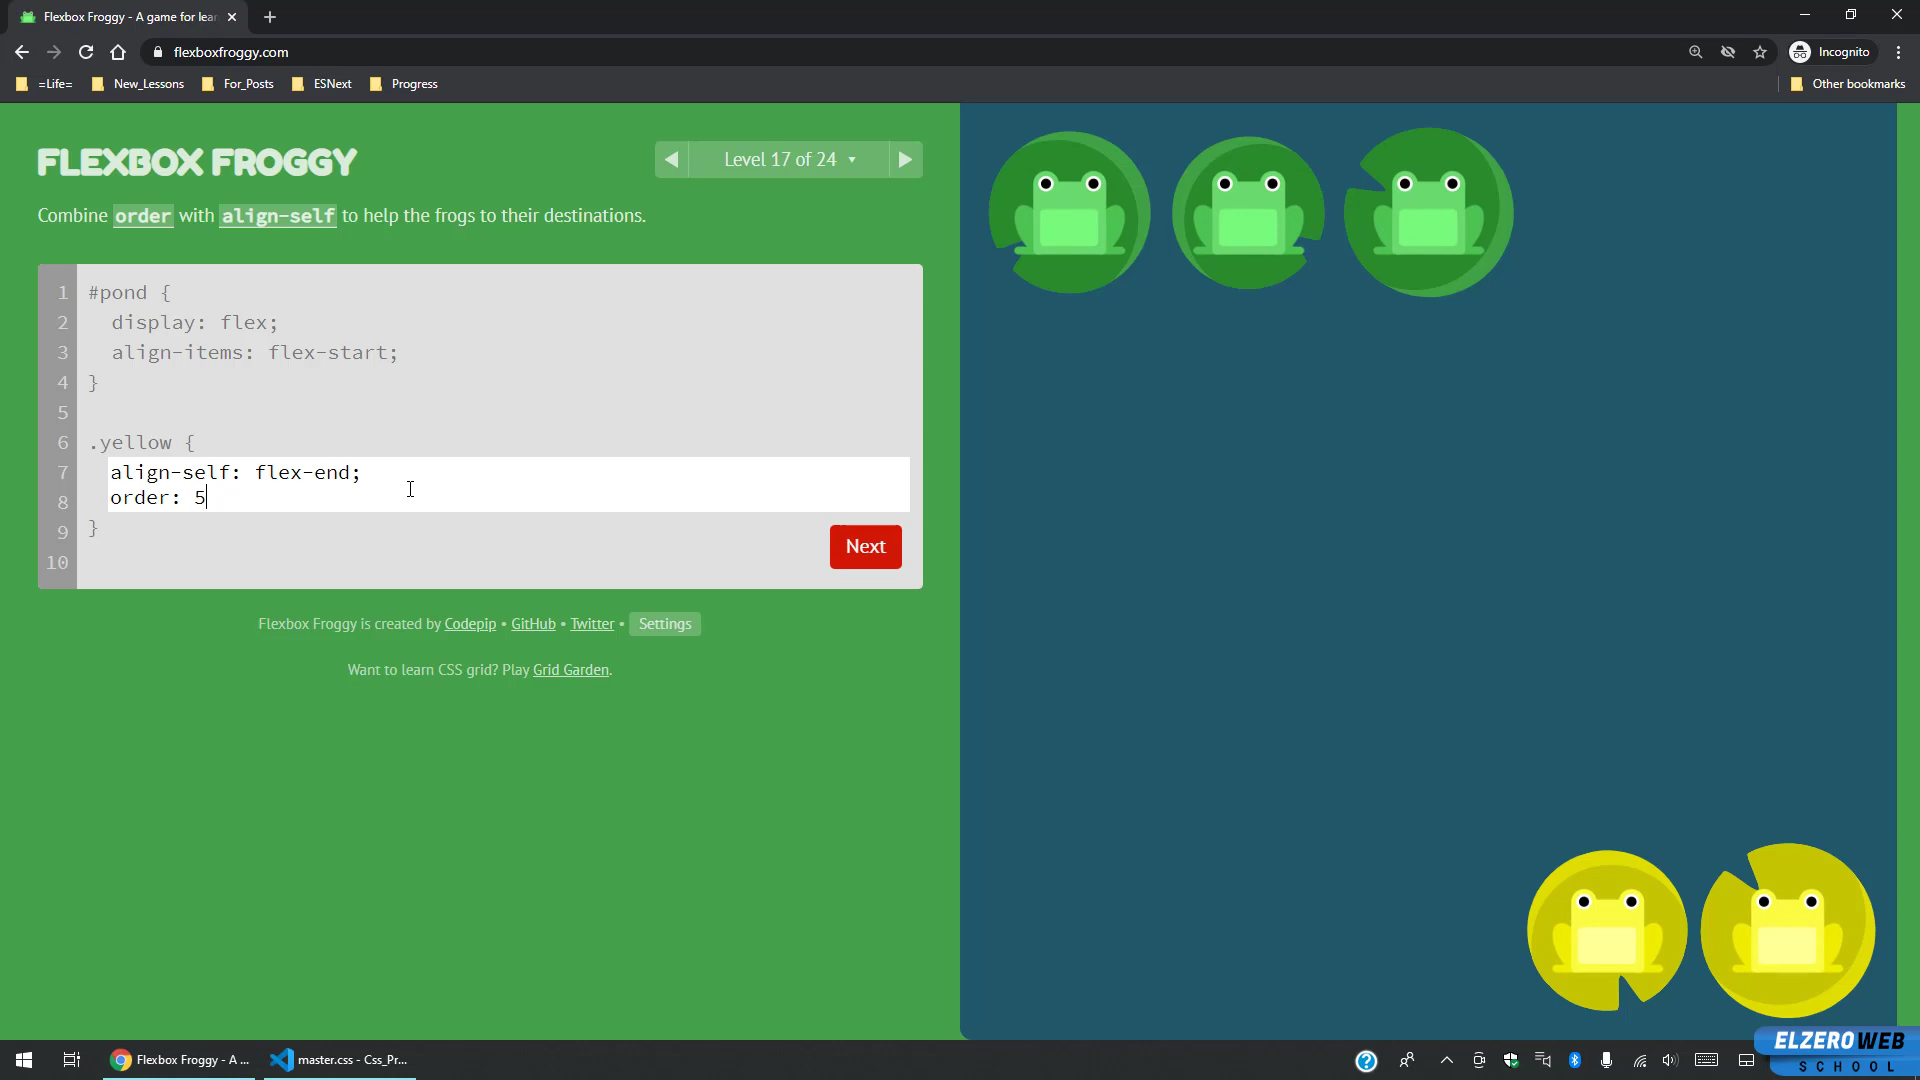 Flexbox Froggy - A game for lear
flexboxfroggy.com
Incognito
=Life=
New_Lessons
For_Posts
ESNext
Progress
Other bookmarks
FLEXBOX FROGGY
Level 17 of 24
Combine order with align-self to help the frogs to their destinations.
1 #pond {
2 display: flex;
3 align-items: flex-start;
4 }
5
6 .yellow {
7 align-self: flex-end;
8 order: 5
9 }
10
Next
Flexbox Froggy is created by Codepip • GitHub • Twitter • Settings
Want to learn CSS grid? Play Grid Garden.
Flexbox Froggy - A ...
master.css - Css_Pr...
ELZEROWEB
SCHOOL